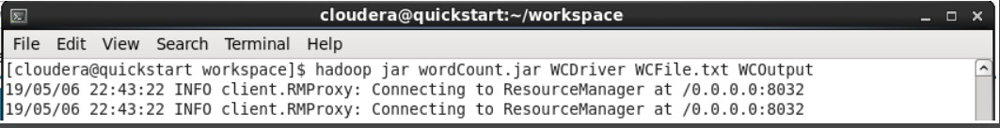 cloudera@quickstart:~/workspace
File Edit View Search Terminal Help
[cloudera@quickstart workspace]$ hadoop jar wordCount.jar WCDriver WCFile.txt WCOutput
19/05/06 22:43:22 INFO client.RMProxy: Connecting to ResourceManager at /0.0.0.0:8032
19/05/06 22:43:22 INFO client.RMProxy: Connecting to ResourceManager at /0.0.0.0:8032